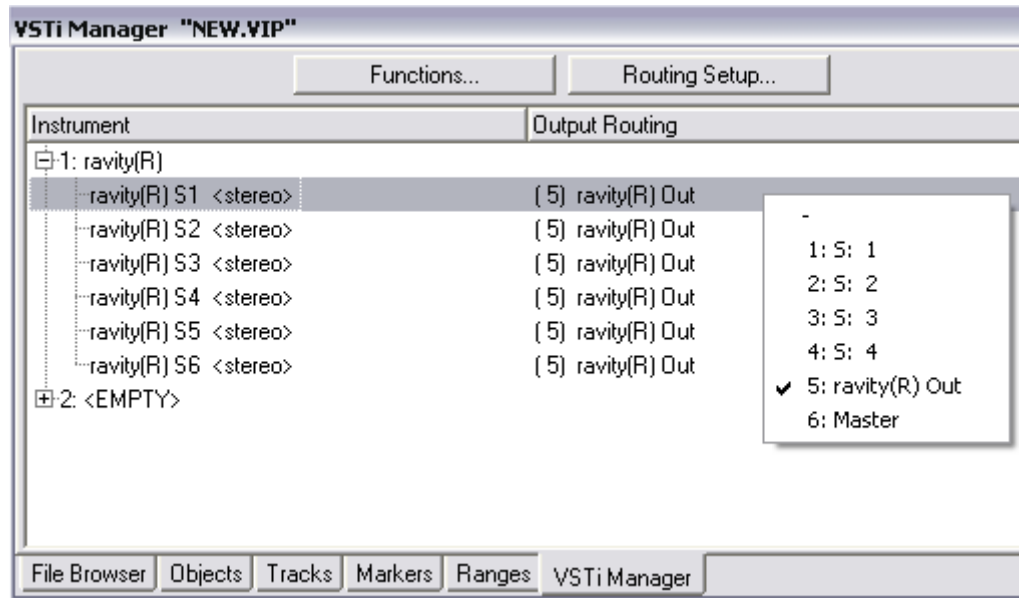 VSTi Manager "NEW.VIP"
Functions... Routing Setup...
Instrument Output Routing
1: ravity(R)
ravity(R) S1 <stereo> ( 5) ravity(R) Out
ravity(R) S2 <stereo> ( 5) ravity(R) Out
ravity(R) S3 <stereo> ( 5) ravity(R) Out
ravity(R) S4 <stereo> ( 5) ravity(R) Out
ravity(R) S5 <stereo> ( 5) ravity(R) Out
ravity(R) S6 <stereo> ( 5) ravity(R) Out
2: <EMPTY>
-
1: S: 1
2: S: 2
3: S: 3
4: S: 4
✓ 5: ravity(R) Out
6: Master
File Browser Objects Tracks Markers Ranges VSTi Manager